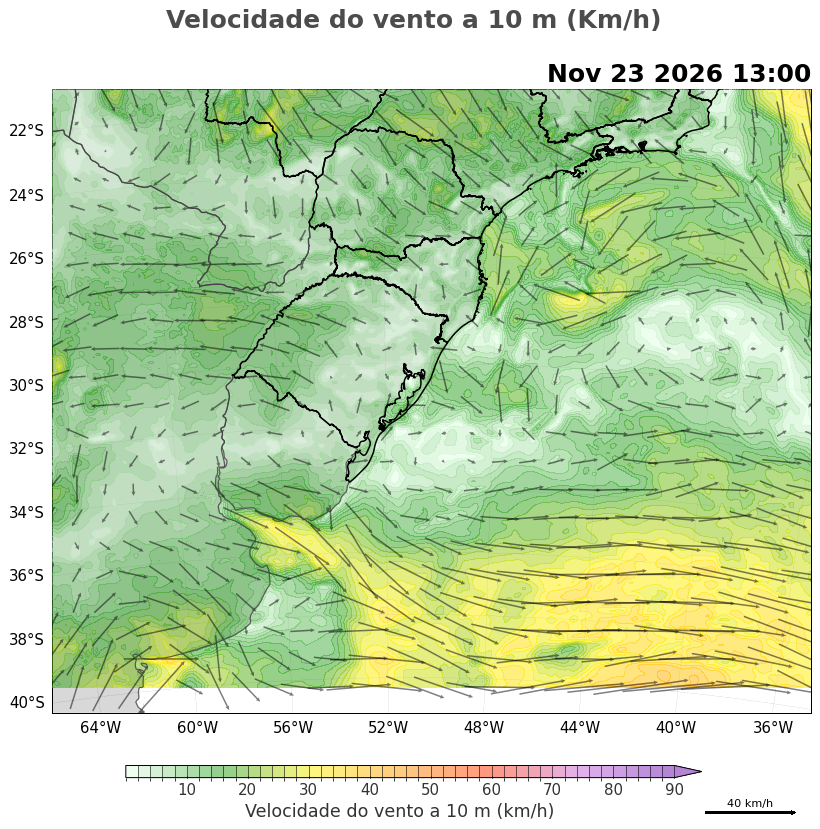 Velocidade do vento a 10 m (Km/h)
Nov 23 2026 13:00
22°S
24°S
26°S
28°S
30°S
32°S
34°S
36°S
38°S
40°S
64°W 60°W 56°W 52°W 48°W 44°W 40°W 36°W
10 20 30 40 50 60 70 80 90
Velocidade do vento a 10 m (km/h)
40 km/h